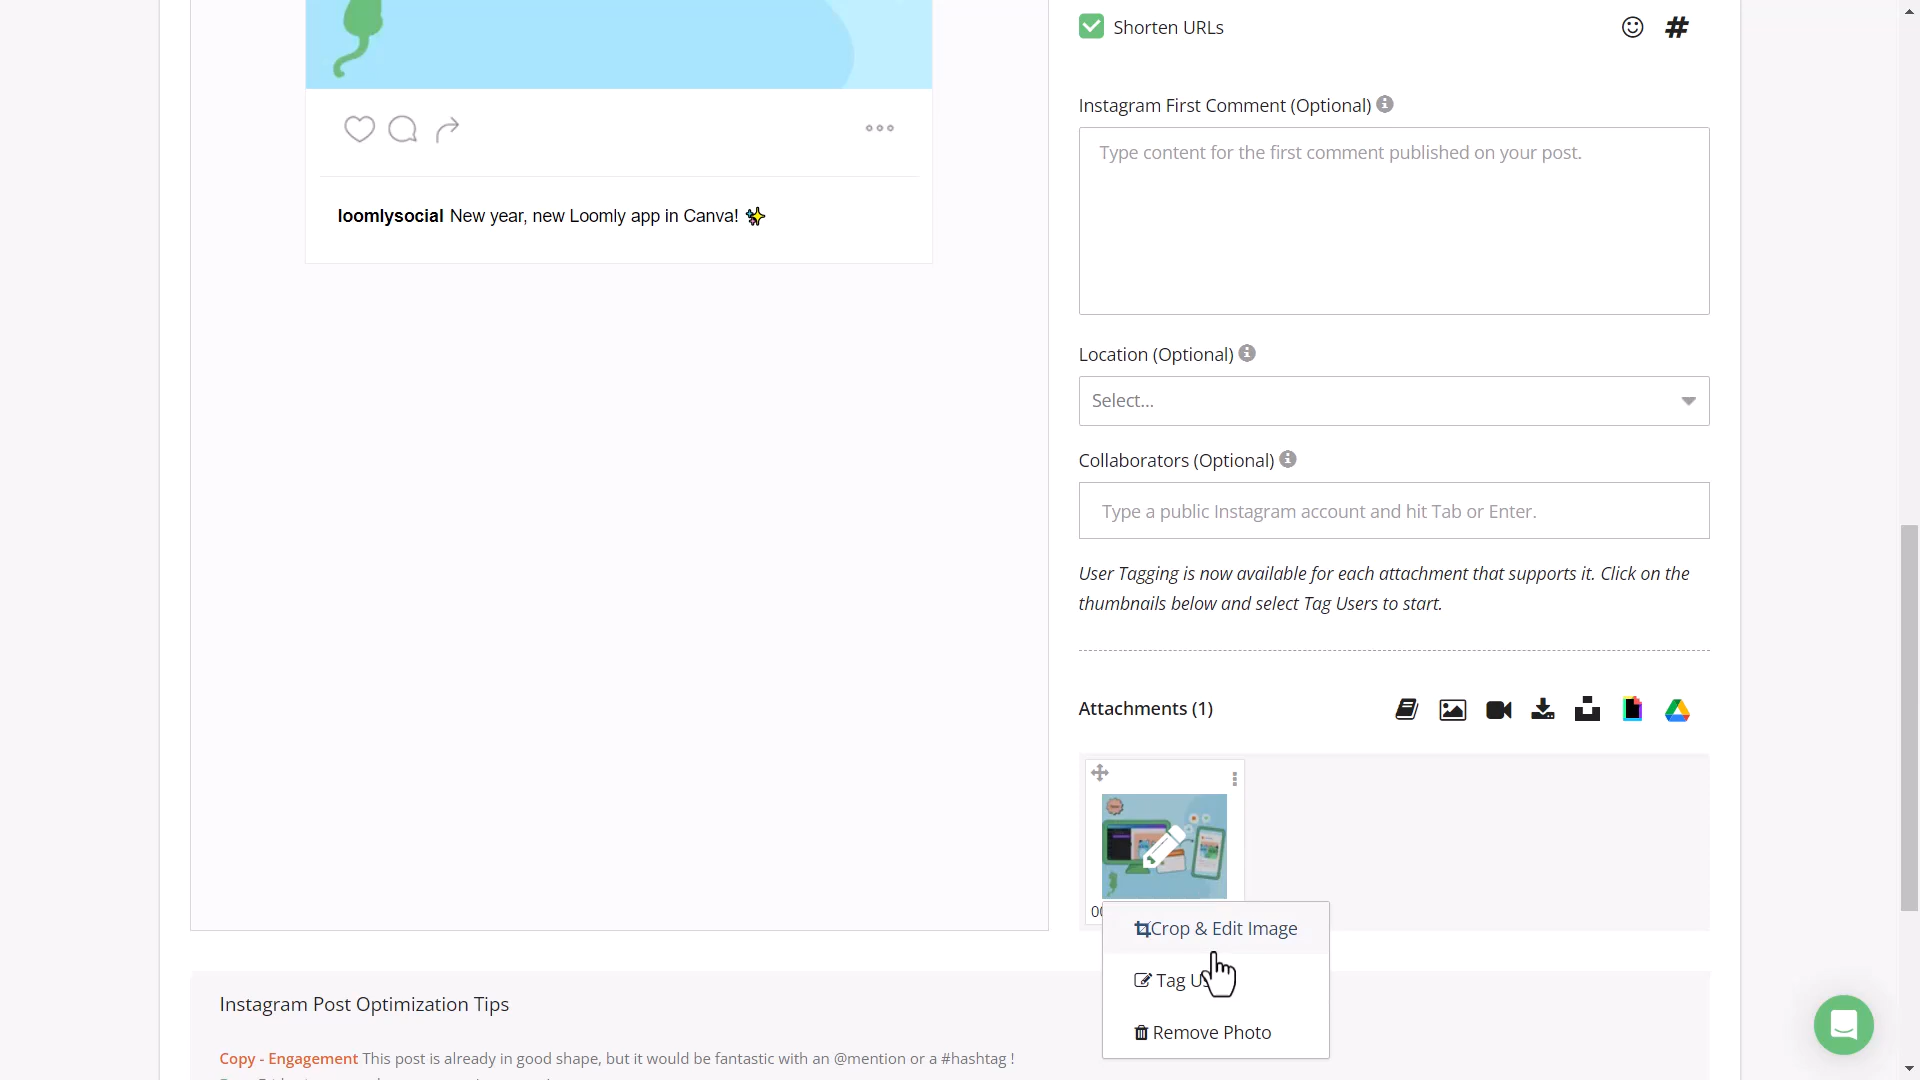 Shorten URLs
#
Instagram First Comment (Optional)
Type content for the first comment published on your post.
loomlysocial New year, new Loomly app in Canva! ✨
Location (Optional)
Select...
Collaborators (Optional)
Type a public Instagram account and hit Tab or Enter.
User Tagging is now available for each attachment that supports it. Click on the
thumbnails below and select Tag Users to start.
Attachments (1)
Crop & Edit Image
Tag
Remove Photo
Instagram Post Optimization Tips
Copy - Engagement This post is already in good shape, but it would be fantastic with an @mention or a #hashtag !